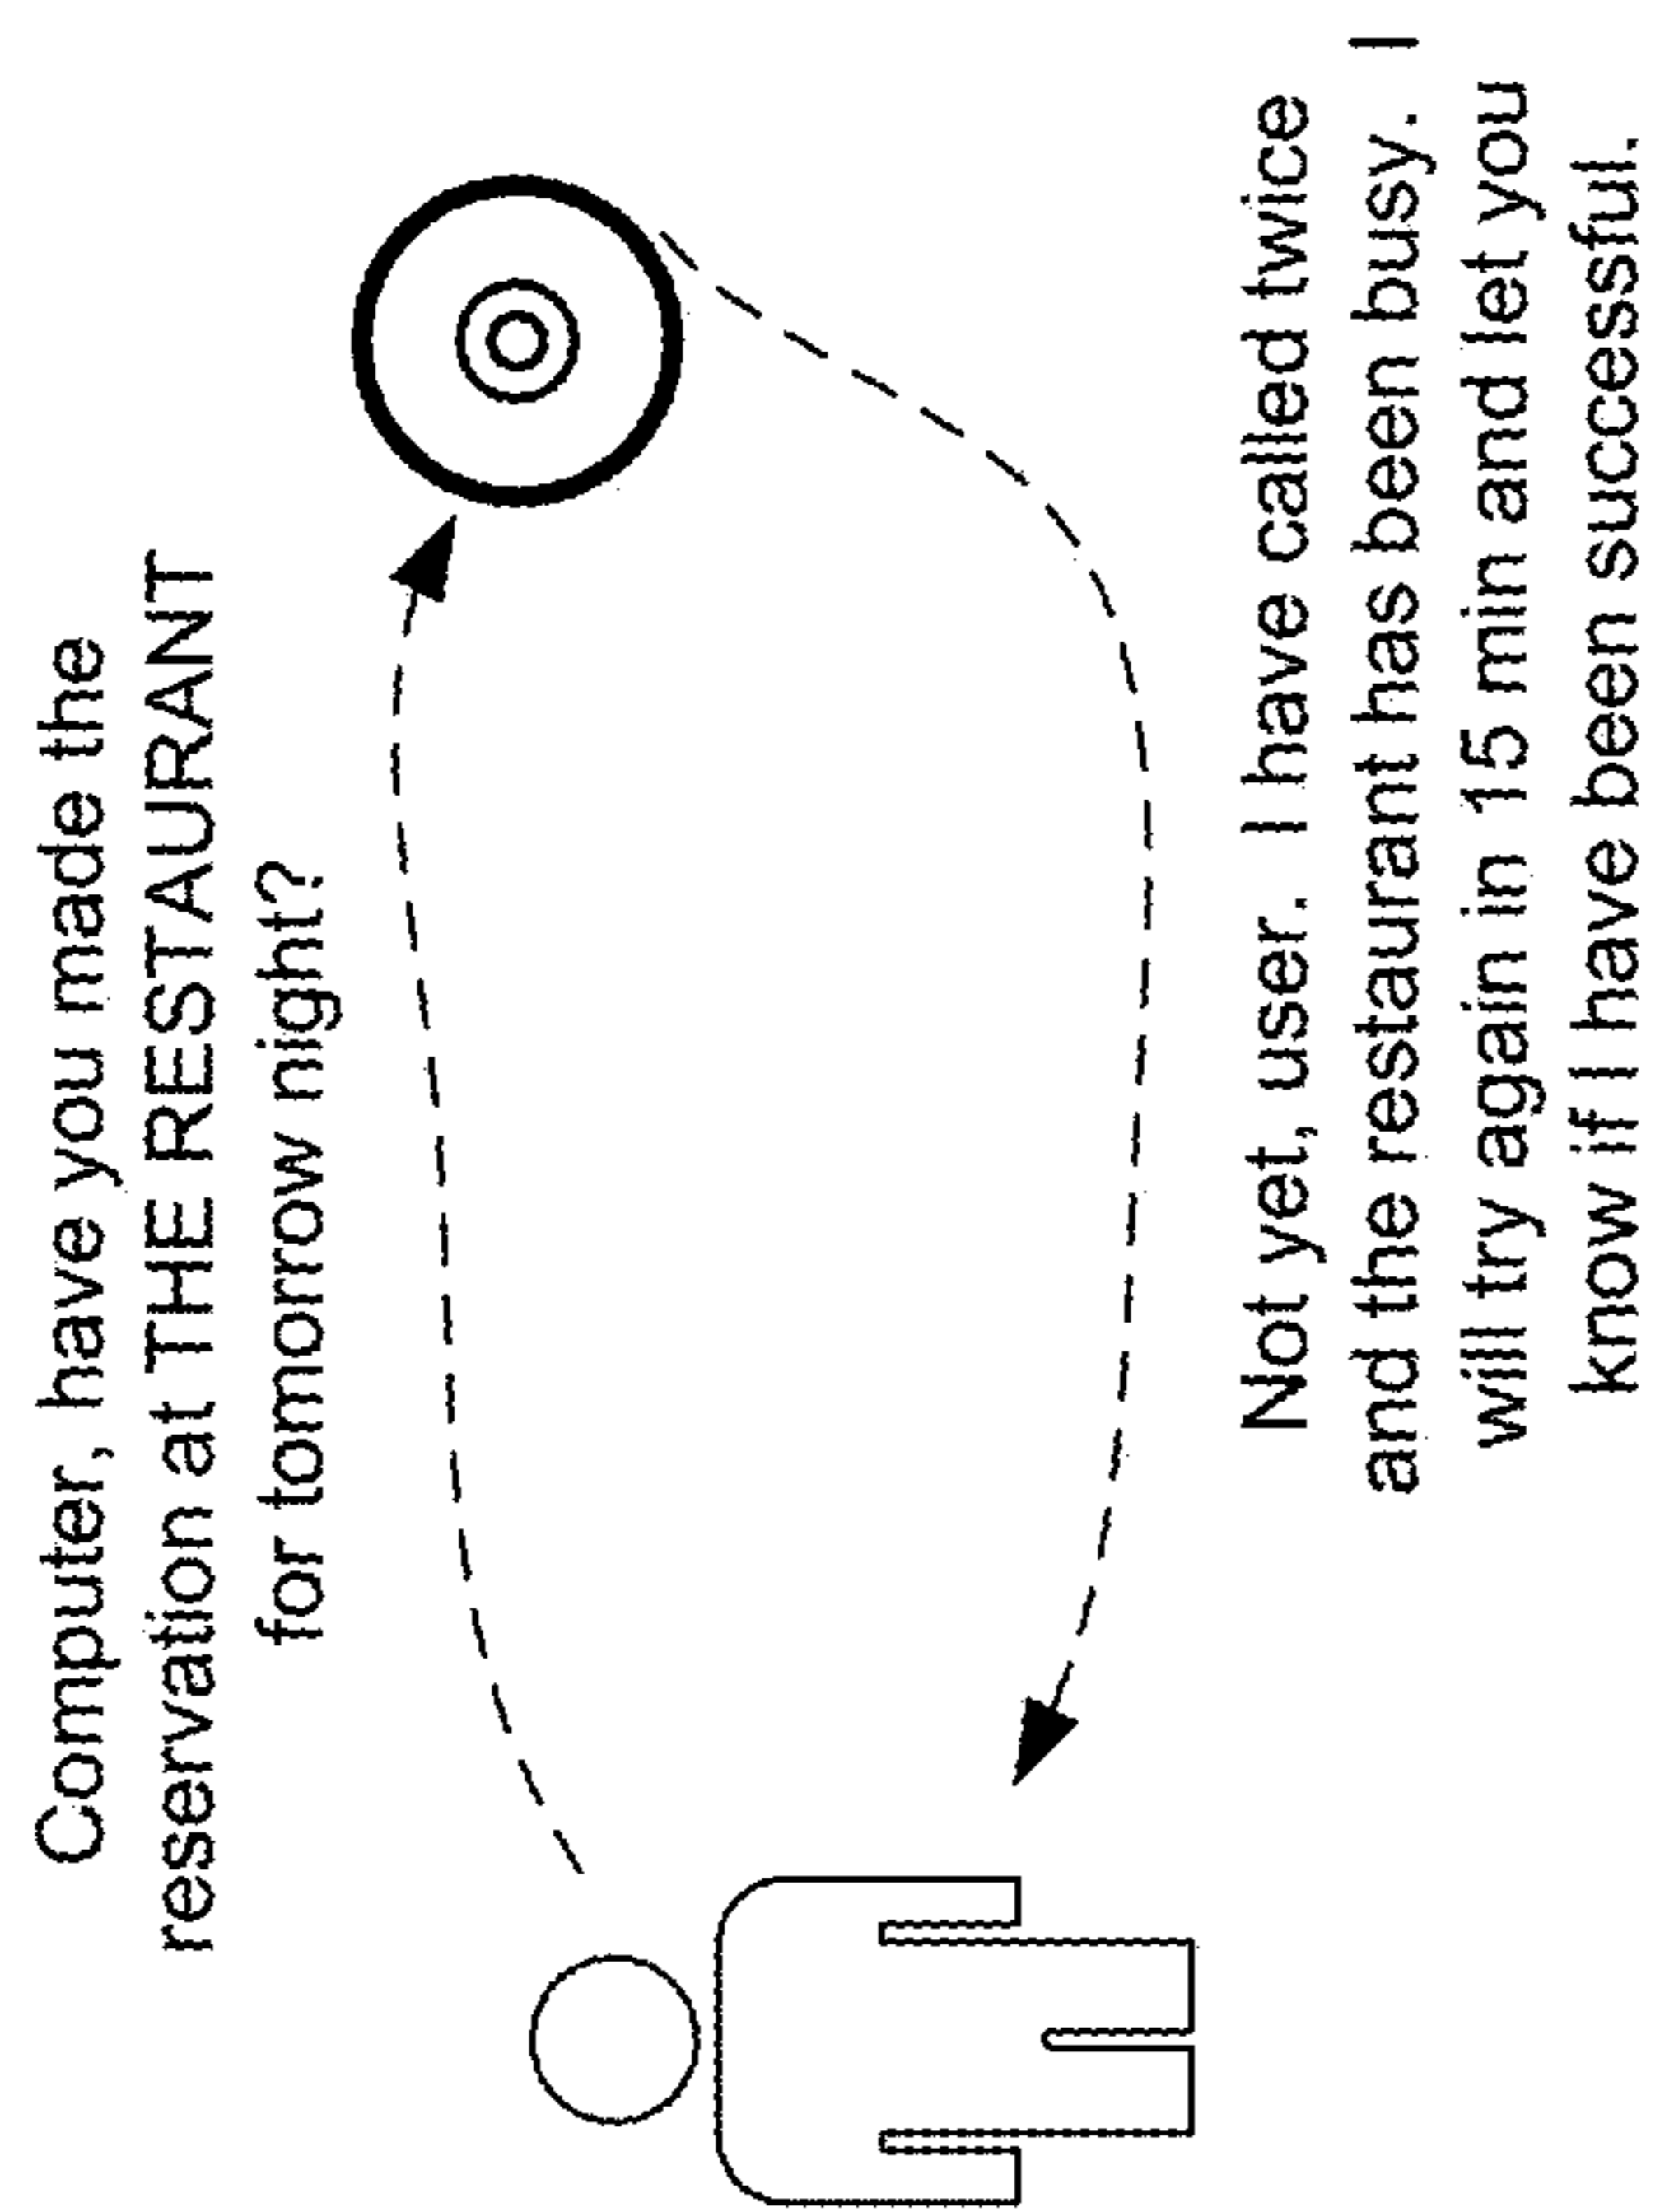 Computer, have you made the
reservation at THE RESTAURANT
for tomorrow night?
Not yet, user. I have called twice
and the restaurant has been busy. I
will try again in 15 min and let you
know if I have been successful.